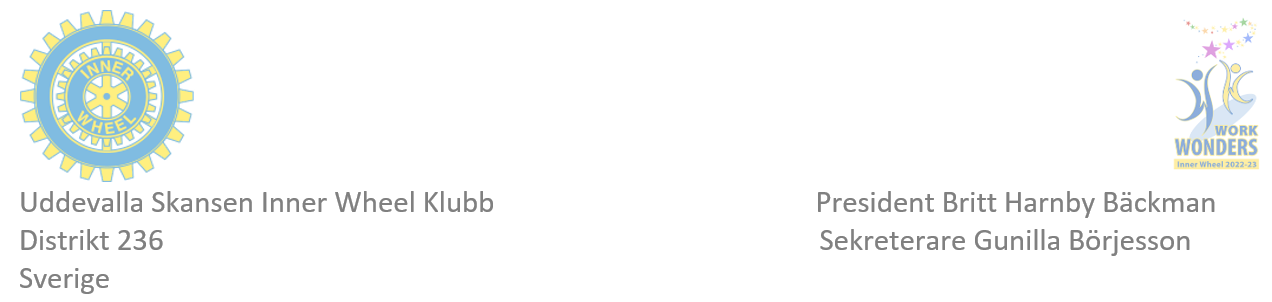 INNER
WHEEL
WORK
WONDERS
Inner Wheel 2022-23
Uddevalla Skansen Inner Wheel Klubb
President Britt Harnby Bäckman
Distrikt 236
Sekreterare Gunilla Börjesson
Sverige